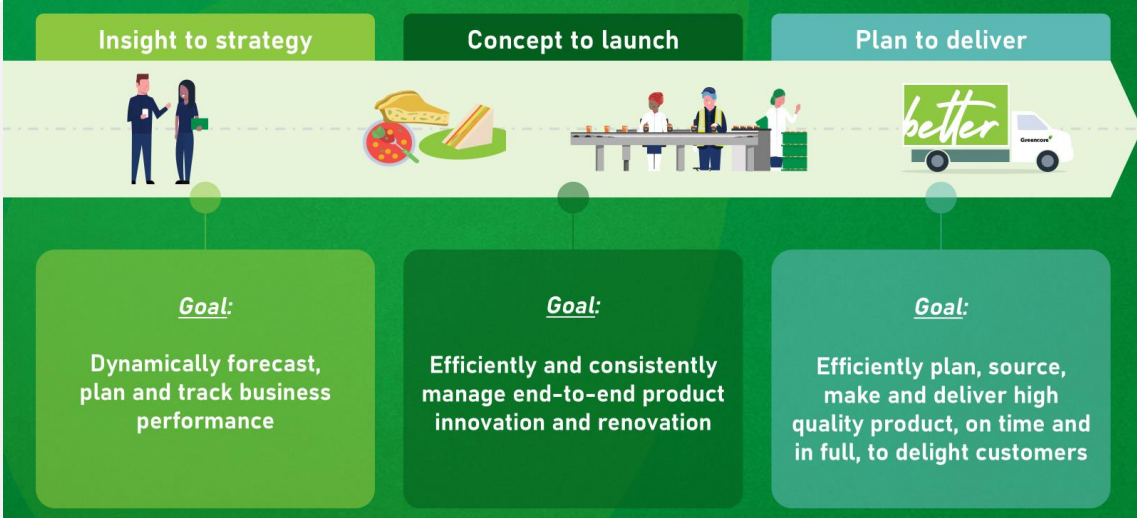 Insight to strategy
Concept to launch
Plan to deliver
better
Greencore
Goal:
Dynamically forecast,
plan and track business
performance
Goal:
Efficiently and consistently
manage end-to-end product
innovation and renovation
Goal:
Efficiently plan, source,
make and deliver high
quality product, on time and
in full, to delight customers